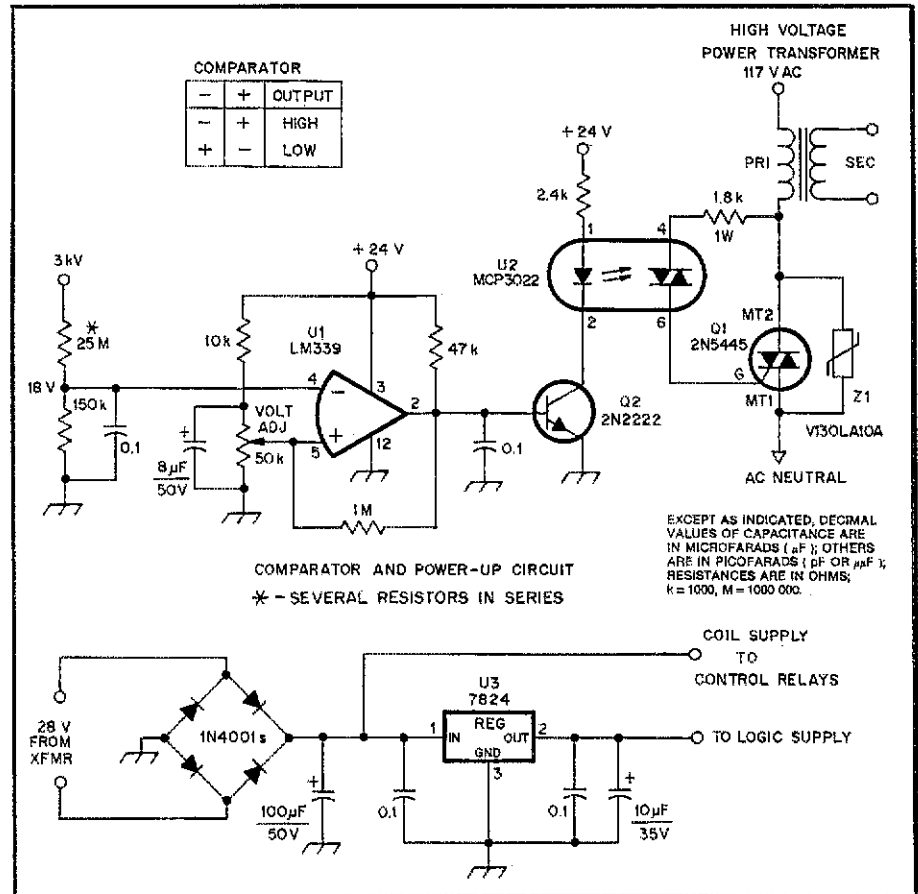 HIGH VOLTAGE
POWER TRANSFORMER
117 VAC
COMPARATOR
- + OUTPUT
- + HIGH
+ - LOW
+24 V
PRI
SEC
2.4k
1.8k
1W
1
4
3kV
+24 V
U2
MCP3022
*
25M
10k
U1
LM339
47k
2
6
MT2
Q1
2N5445
18V
4
-
3
G
Z1
150k
VOLT
ADJ
2
Q2
2N2222
MT1
+
+
12
V130LA10A
0.1
50k
5
0.1
8µF
50V
AC NEUTRAL
1M
EXCEPT AS INDICATED, DECIMAL
VALUES OF CAPACITANCE ARE
IN MICROFARADS (µF); OTHERS
ARE IN PICOFARADS (pF OR µµF);
RESISTANCES ARE IN OHMS;
k=1000, M=1000 000.
COMPARATOR AND POWER-UP CIRCUIT
* - SEVERAL RESISTORS IN SERIES
COIL SUPPLY
TO
CONTROL RELAYS
U3
7824
28 V
FROM
XFMR
1N4001s
1
REG
IN
OUT
2
TO LOGIC SUPPLY
GND
3
+
+
100µF
50V
0.1
0.1
10µF
35V